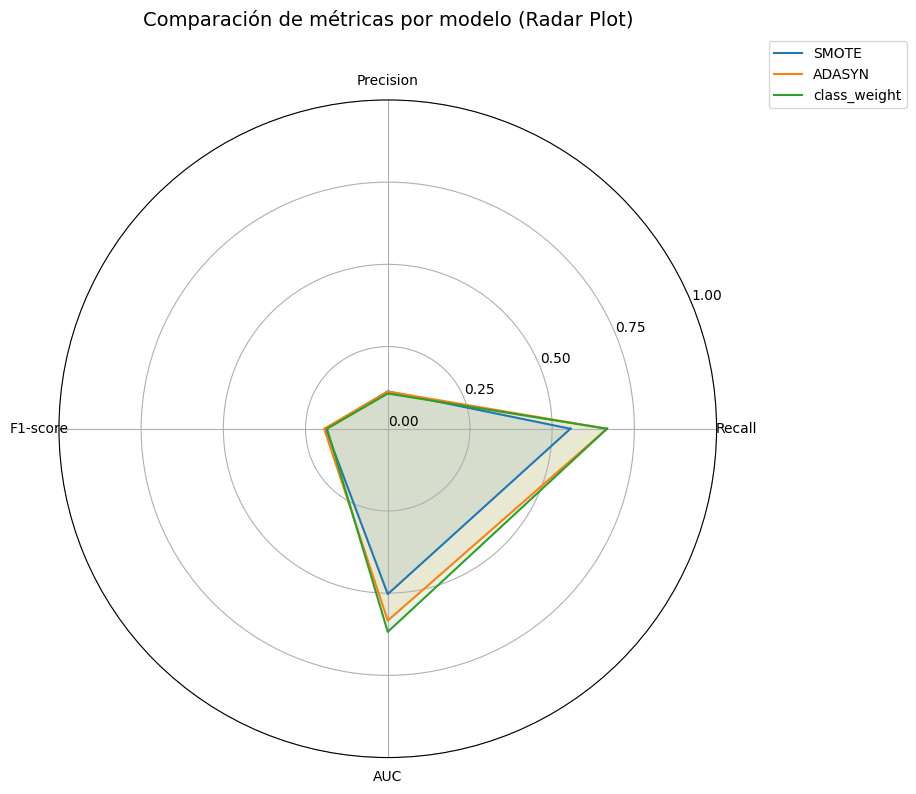 Comparación de métricas por modelo (Radar Plot)
SMOTE
ADASYN
class_weight
Precision
1.00
0.75
0.50
0.25
0.00
F1-score
Recall
AUC